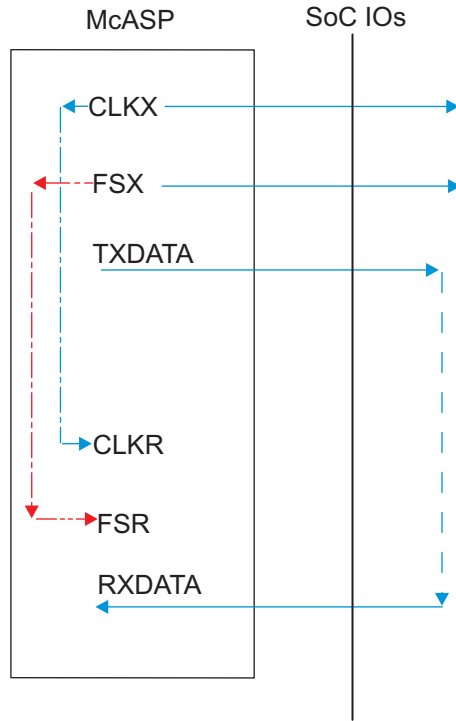 McASP
SoC IOs
CLKX
FSX
TXDATA
CLKR
FSR
RXDATA